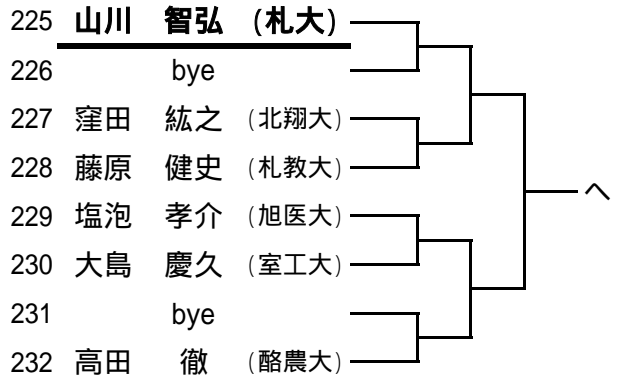 225 山川 智弘 (札大)
226 bye
227 窪田 紘之 (北翔大)
228 藤原 健史 (札教大)
229 塩泡 孝介 (旭医大)
230 大島 慶久 (室工大)
231 bye
232 高田 徹 (酪農大)
へ